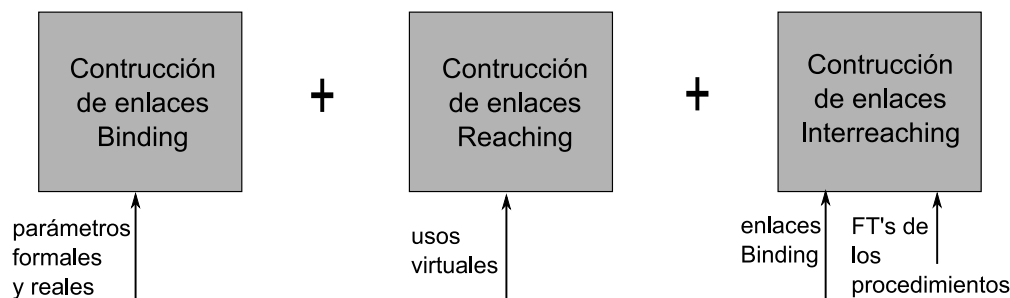 Contrucción
de enlaces
Binding
+
Contrucción
de enlaces
Reaching
+
Contrucción
de enlaces
Interreaching
parámetros
formales
y reales
usos
virtuales
enlaces
Binding
FT's de
los
procedimientos